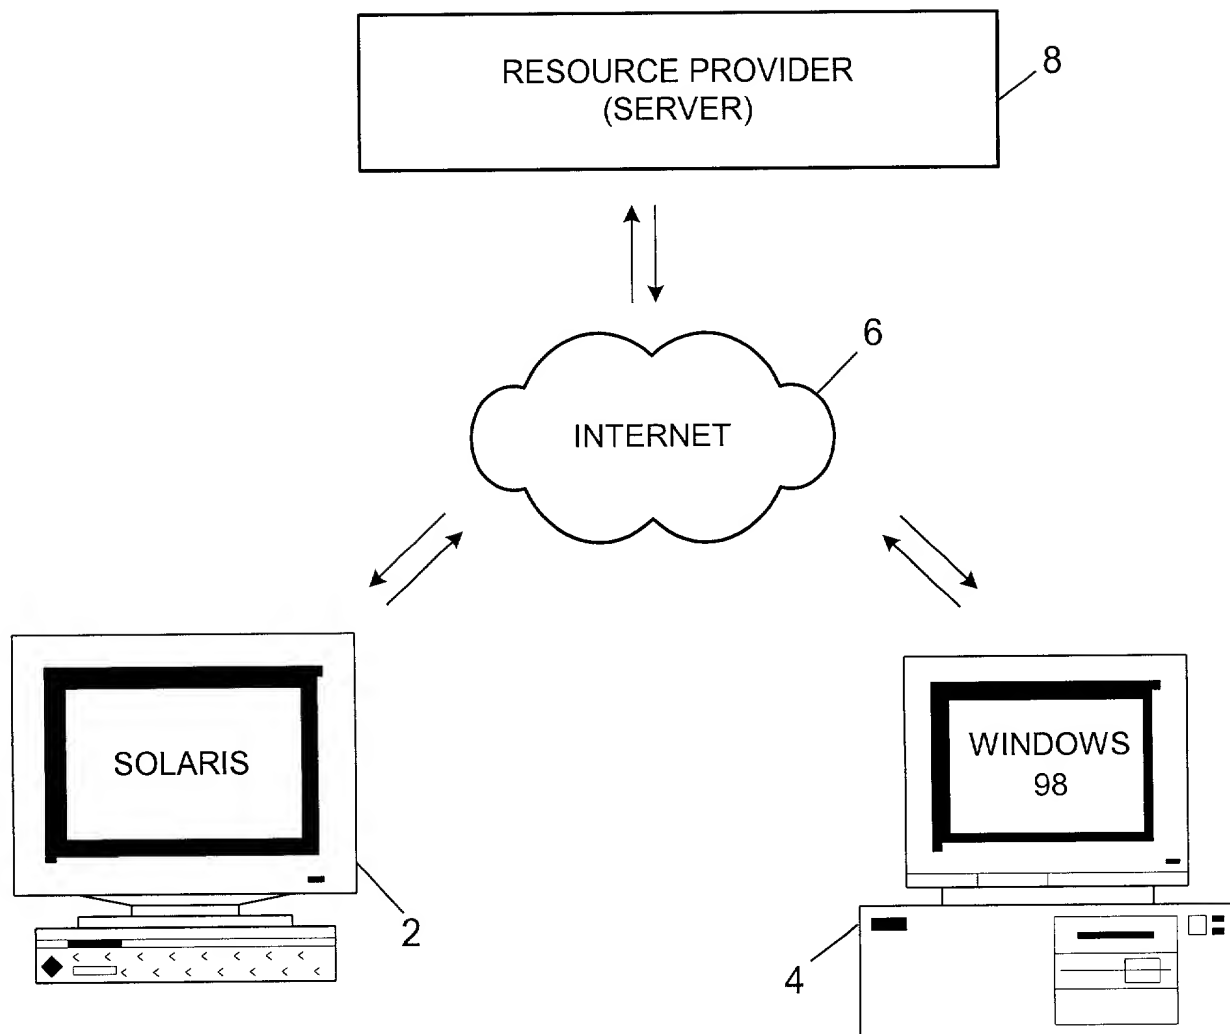 RESOURCE PROVIDER
(SERVER)
8
6
INTERNET
SOLARIS
WINDOWS
98
2
4